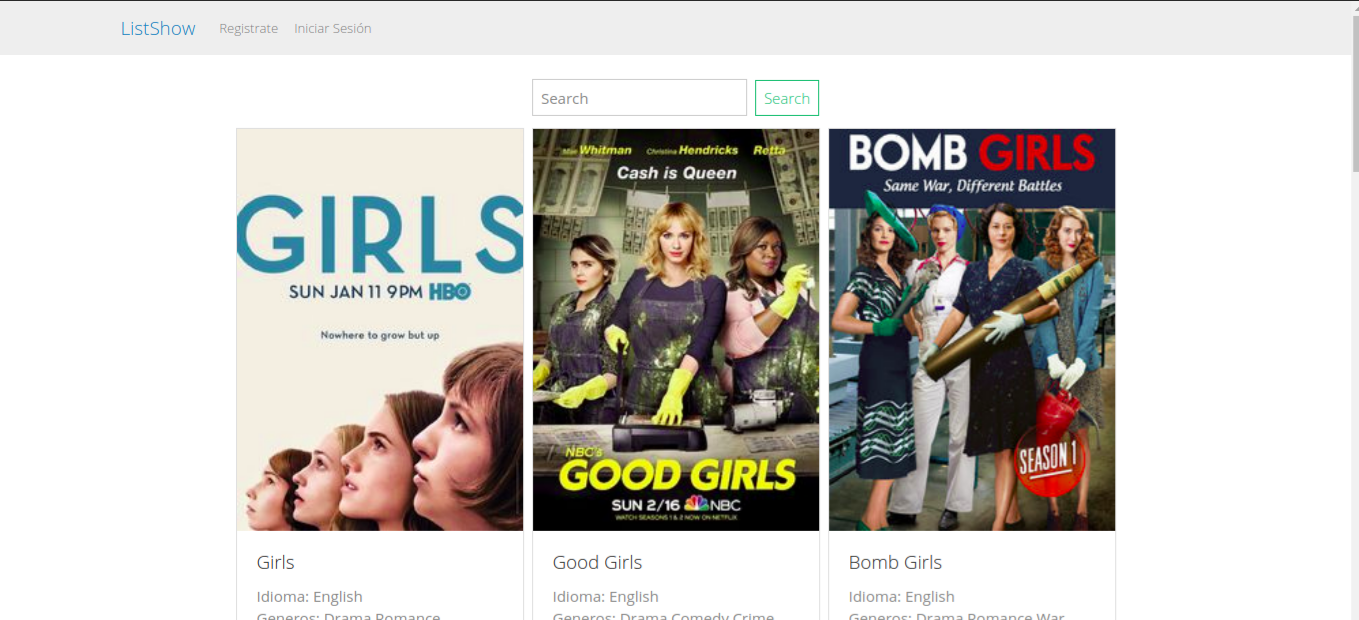 ListShow Registrate Iniciar Sesión
Search Search
GIRLS
SUN JAN 11 9PM HBO
Nowhere to grow but up
Mae Whitman Christina Hendricks Retta
Cash is Queen
NBC's
GOOD GIRLS
SUN 2/16 NBC
WATCH SEASONS 1 & 2 NOW ON NETFLIX
BOMB GIRLS
Same War, Different Battles
SEASON 1
Girls
Idioma: English
Generos: Drama Romance
Good Girls
Idioma: English
Generos: Drama Comedy Crime
Bomb Girls
Idioma: English
Generos: Drama Romance War